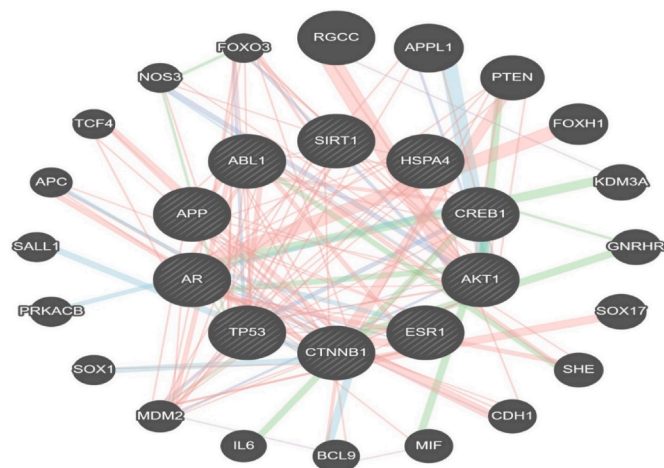 RGCC
FOXO3
APPL1
NOS3
PTEN
TCF4
FOXH1
SIRT1
ABL1
HSPA4
APC
KDM3A
APP
CREB1
SALL1
GNRHR
AR
AKT1
PRKACB
SOX17
TP53
ESR1
CTNNB1
SOX1
SHE
MDM2
CDH1
IL6
BCL9
MIF